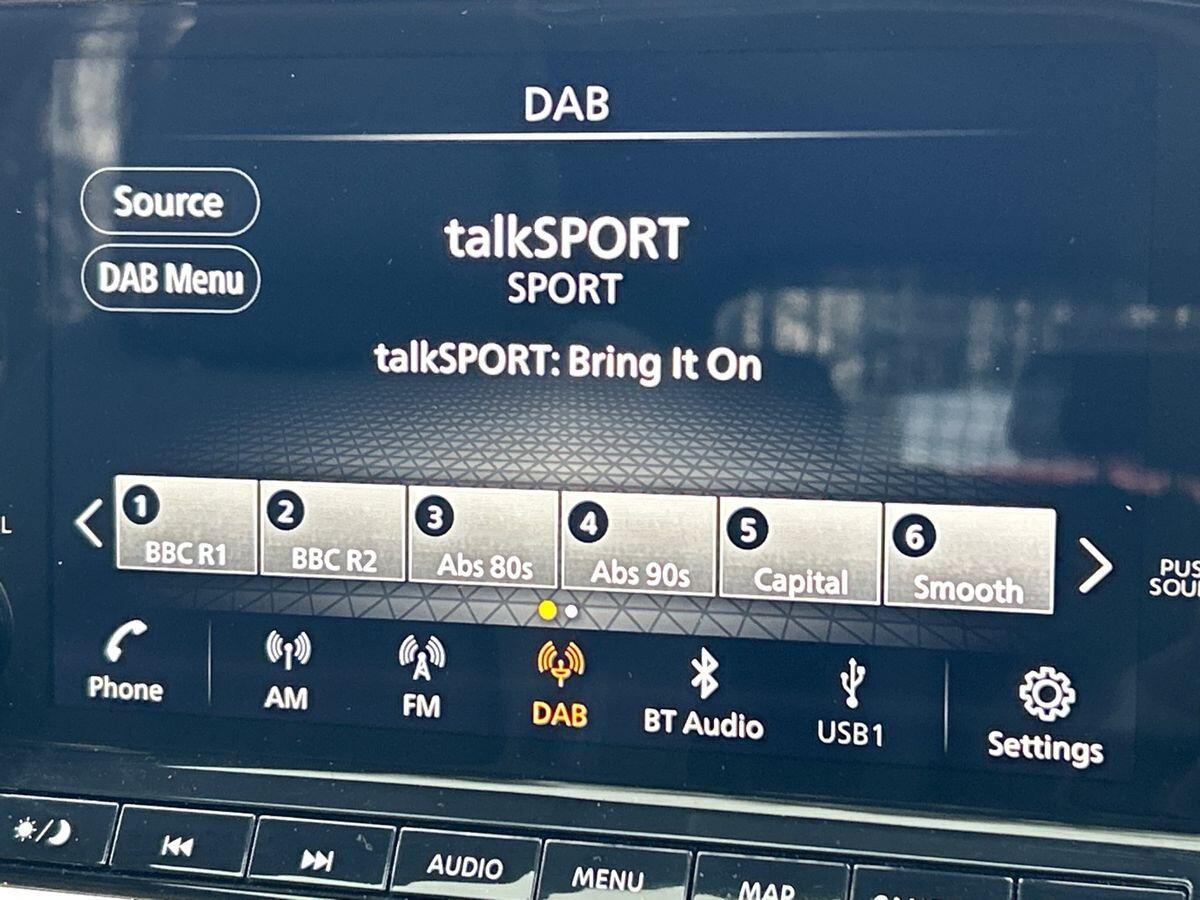 DAB
Source
DAB Menu
talkSPORT
SPORT
talkSPORT: Bring It On
1 2 3 4 5 6
BBC R1 BBC R2 Abs 80s Abs 90s Capital Smooth
Phone AM FM DAB BT Audio USB1 Settings
AUDIO MENU MAP